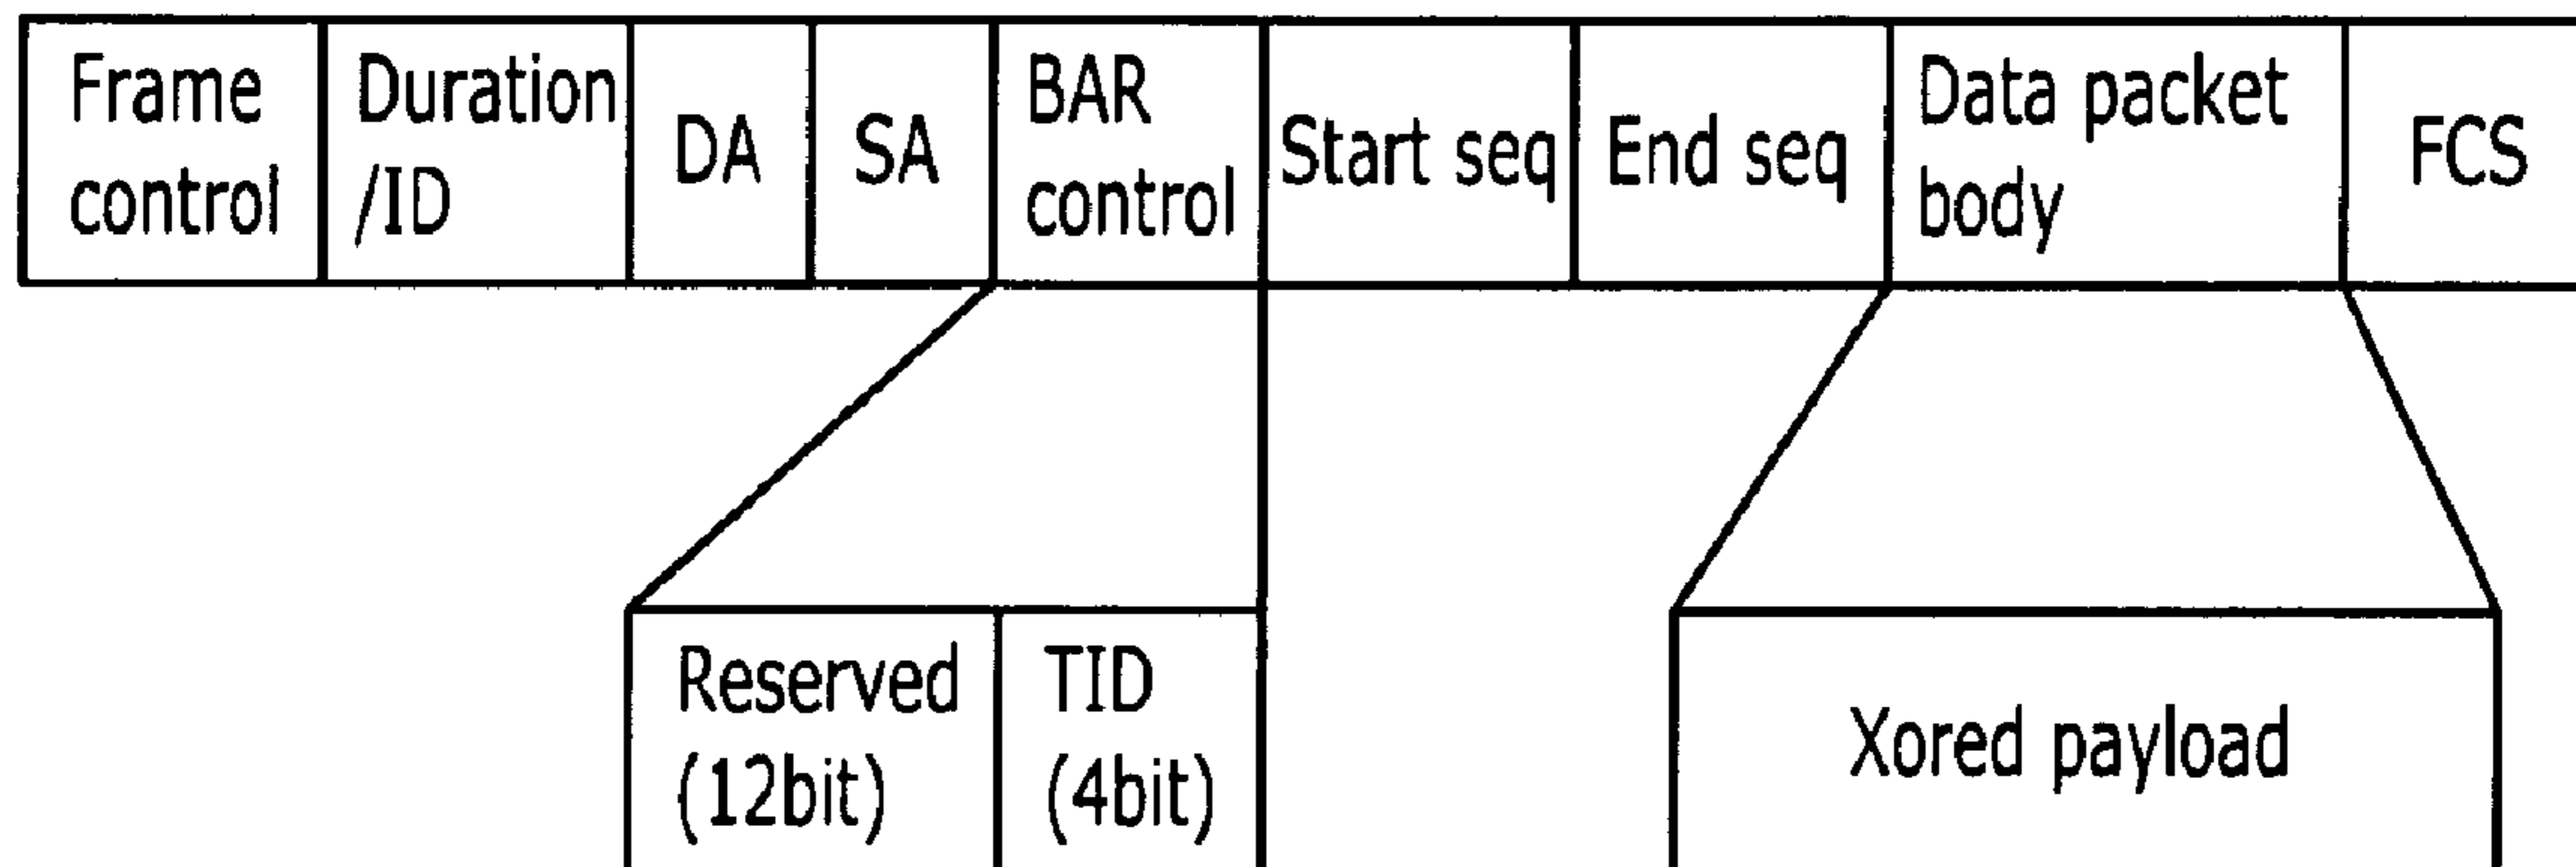 Frame
control
Duration
/ID
DA
SA
BAR
control
Start seq
End seq
Data packet
body
FCS
Reserved
(12bit)
TID
(4bit)
Xored payload